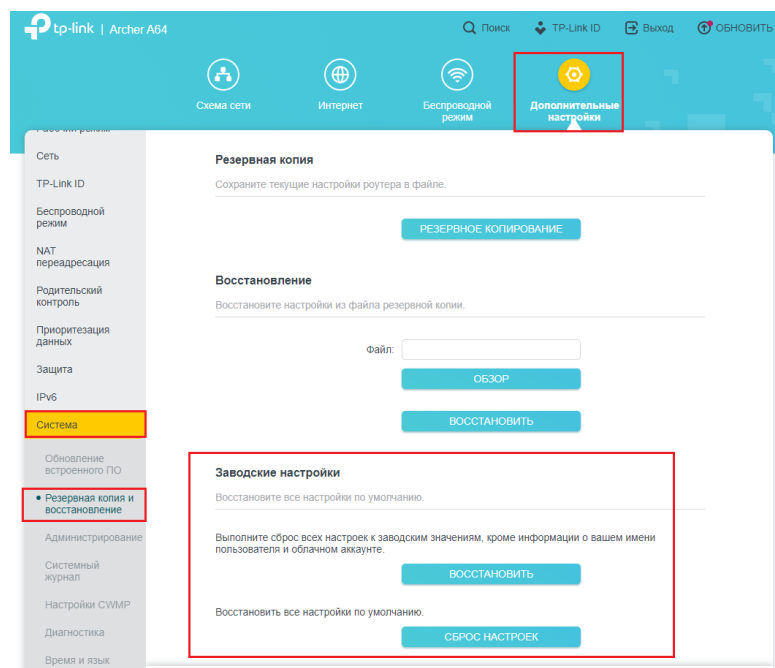 tp-link | Archer A64
Поиск
TP-Link ID
Выход
ОБНОВИТЬ
Схема сети
Интернет
Беспроводной
режим
Дополнительные
настройки
Сеть
TP-Link ID
Беспроводной
режим
NAT
переадресация
Родительский
контроль
Приоритезация
данных
Защита
IPv6
Система
Обновление
встроенного ПО
Резервная копия и
восстановление
Администрирование
Системный
журнал
Настройки CWMP
Диагностика
Время и язык
Резервная копия
Сохраните текущие настройки роутера в файле.
РЕЗЕРВНОЕ КОПИРОВАНИЕ
Восстановление
Восстановите настройки из файла резервной копии.
Файл:
ОБЗОР
ВОССТАНОВИТЬ
Заводские настройки
Восстановите все настройки по умолчанию.
Выполните сброс всех настроек к заводским значениям, кроме информации о вашем имени
пользователя и облачном аккаунте.
ВОССТАНОВИТЬ
Восстановить все настройки по умолчанию.
СБРОС НАСТРОЕК